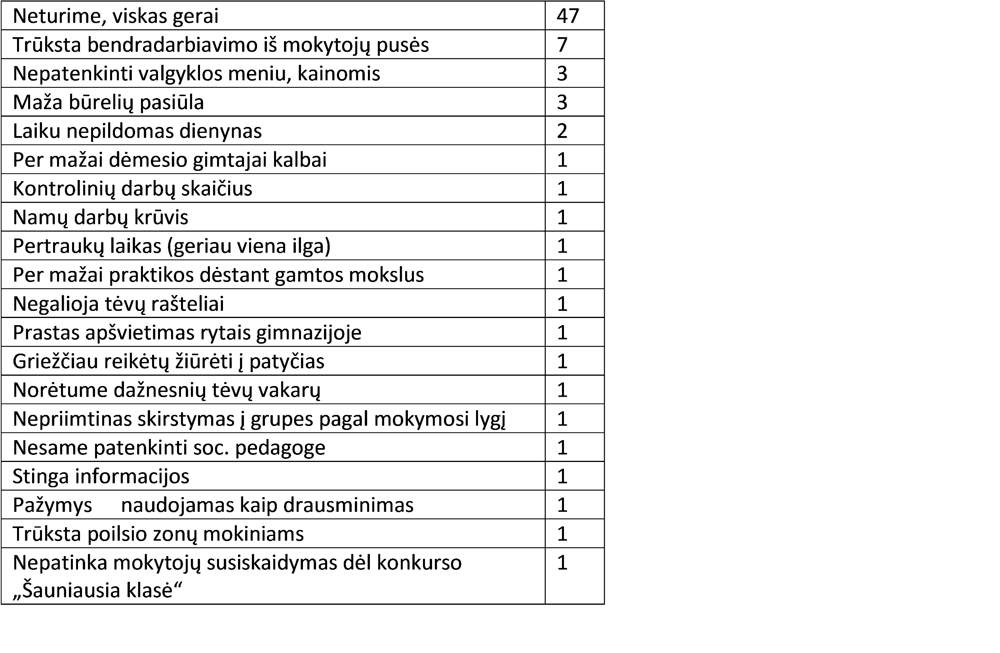 Neturime, viskas gerai 47
Trūksta bendradarbiavimo iš mokytojų pusės 7
Nepatenkinti valgyklos meniu, kainomis 3
Maža būrelių pasiūla 3
Laiku nepildomas dienynas 2
Per mažai dėmesio gimtajai kalbai 1
Kontrolinių darbų skaičius 1
Namų darbų krūvis 1
Pertraukų laikas (geriau viena ilga) 1
Per mažai praktikos dėstant gamtos mokslus 1
Negalioja tėvų rašteliai 1
Prastas apšvietimas rytais gimnazijoje 1
Griežčiau reikėtų žiūrėti į patyčias 1
Norėtume dažnesnių tėvų vakarų 1
Nepriimtinas skirstymas į grupes pagal mokymosi lygį 1
Nesame patenkinti soc. pedagoge 1
Stinga informacijos 1
Pažymys naudojamas kaip drausminimas 1
Trūksta poilsio zonų mokiniams 1
Nepatinka mokytojų susiskaidymas dėl konkurso 1
„Šauniausia klasė“